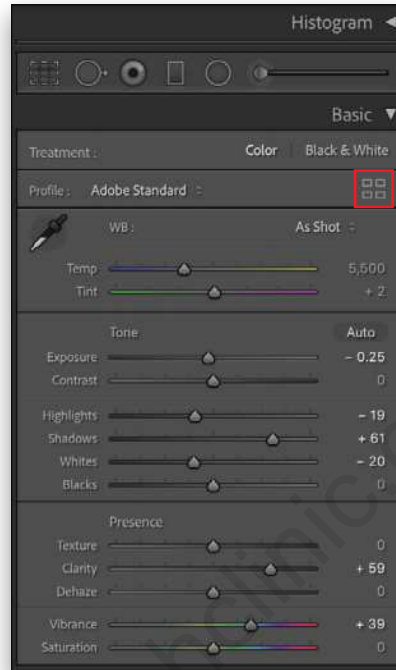 Histogram
Basic
Treatment : Color Black & White
Profile : Adobe Standard
WB : As Shot
Temp 5,500
Tint + 2
Tone Auto
Exposure – 0.25
Contrast 0
Highlights – 19
Shadows + 61
Whites – 20
Blacks 0
Presence
Texture 0
Clarity + 59
Dehaze 0
Vibrance + 39
Saturation 0